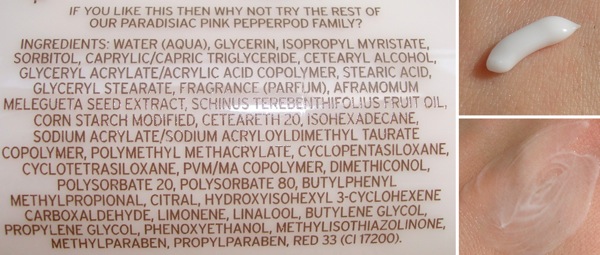 IF YOU LIKE THIS THEN WHY NOT TRY THE REST OF
OUR PARADISIAC PINK PEPPERPOD FAMILY?
INGREDIENTS: WATER (AQUA), GLYCERIN, ISOPROPYL MYRISTATE,
SORBITOL, CAPRYLIC/CAPRIC TRIGLYCERIDE, CETEARYL ALCOHOL,
GLYCERYL ACRYLATE/ACRYLIC ACID COPOLYMER, STEARIC ACID,
GLYCERYL STEARATE, FRAGRANCE (PARFUM), AFRAMOMUM
MELEGUETA SEED EXTRACT, SCHINUS TEREBENTHIFOLIUS FRUIT OIL,
CORN STARCH MODIFIED, CETEARETH 20, ISOHEXADECANE,
SODIUM ACRYLATE/SODIUM ACRYLOYLDIMETHYL TAURATE
COPOLYMER, POLYMETHYL METHACRYLATE, CYCLOPENTASILOXANE,
CYCLOTETRASILOXANE, PVM/MA COPOLYMER, DIMETHICONOL,
POLYSORBATE 20, POLYSORBATE 80, BUTYLPHENYL
METHYLPROPIONAL, CITRAL, HYDROXYISOHEXYL 3-CYCLOHEXENE
CARBOXALDEHYDE, LIMONENE, LINALOOL, BUTYLENE GLYCOL,
PROPYLENE GLYCOL, PHENOXYETHANOL, METHYLISOTHIAZOLINONE,
METHYLPARABEN, PROPYLPARABEN, RED 33 (CI 17200).